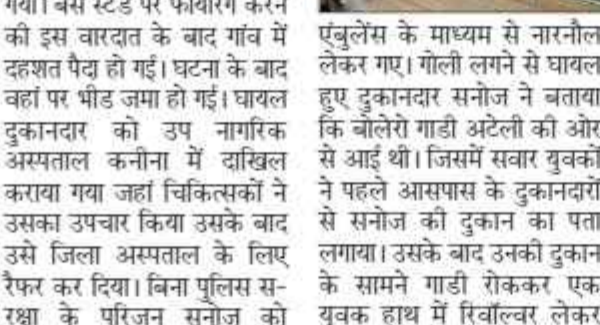 गया। बस स्टैंड पर फायरिंग करने
की इस वारदात के बाद गांव में
दहशत पैदा हो गई। घटना के बाद
वहां पर भीड जमा हो गई। घायल
दुकानदार को उप नागरिक
अस्पताल कनीना में दाखिल
कराया गया जहां चिकित्सकों ने
उसका उपचार किया उसके बाद
उसे जिला अस्पताल के लिए
रैफर कर दिया। बिना पुलिस स-
रक्षा के परिजन सनोज को
एंबुलेंस के माध्यम से नारनौल
लेकर गए। गोली लगने से घायल
हुए दुकानदार सनोज ने बताया
कि बोलेरो गाडी अटेली की ओर
से आई थी। जिसमें सवार युवकों
ने पहले आसपास के दुकानदारों
से सनोज की दुकान का पता
लगाया। उसके बाद उनकी दुकान
के सामने गाडी रोककर एक
युवक हाथ में रिवॉल्वर लेकर